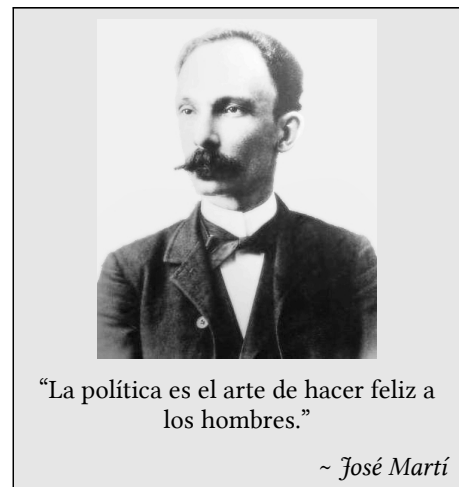 “La política es el arte de hacer feliz a
los hombres.”
~ José Martí